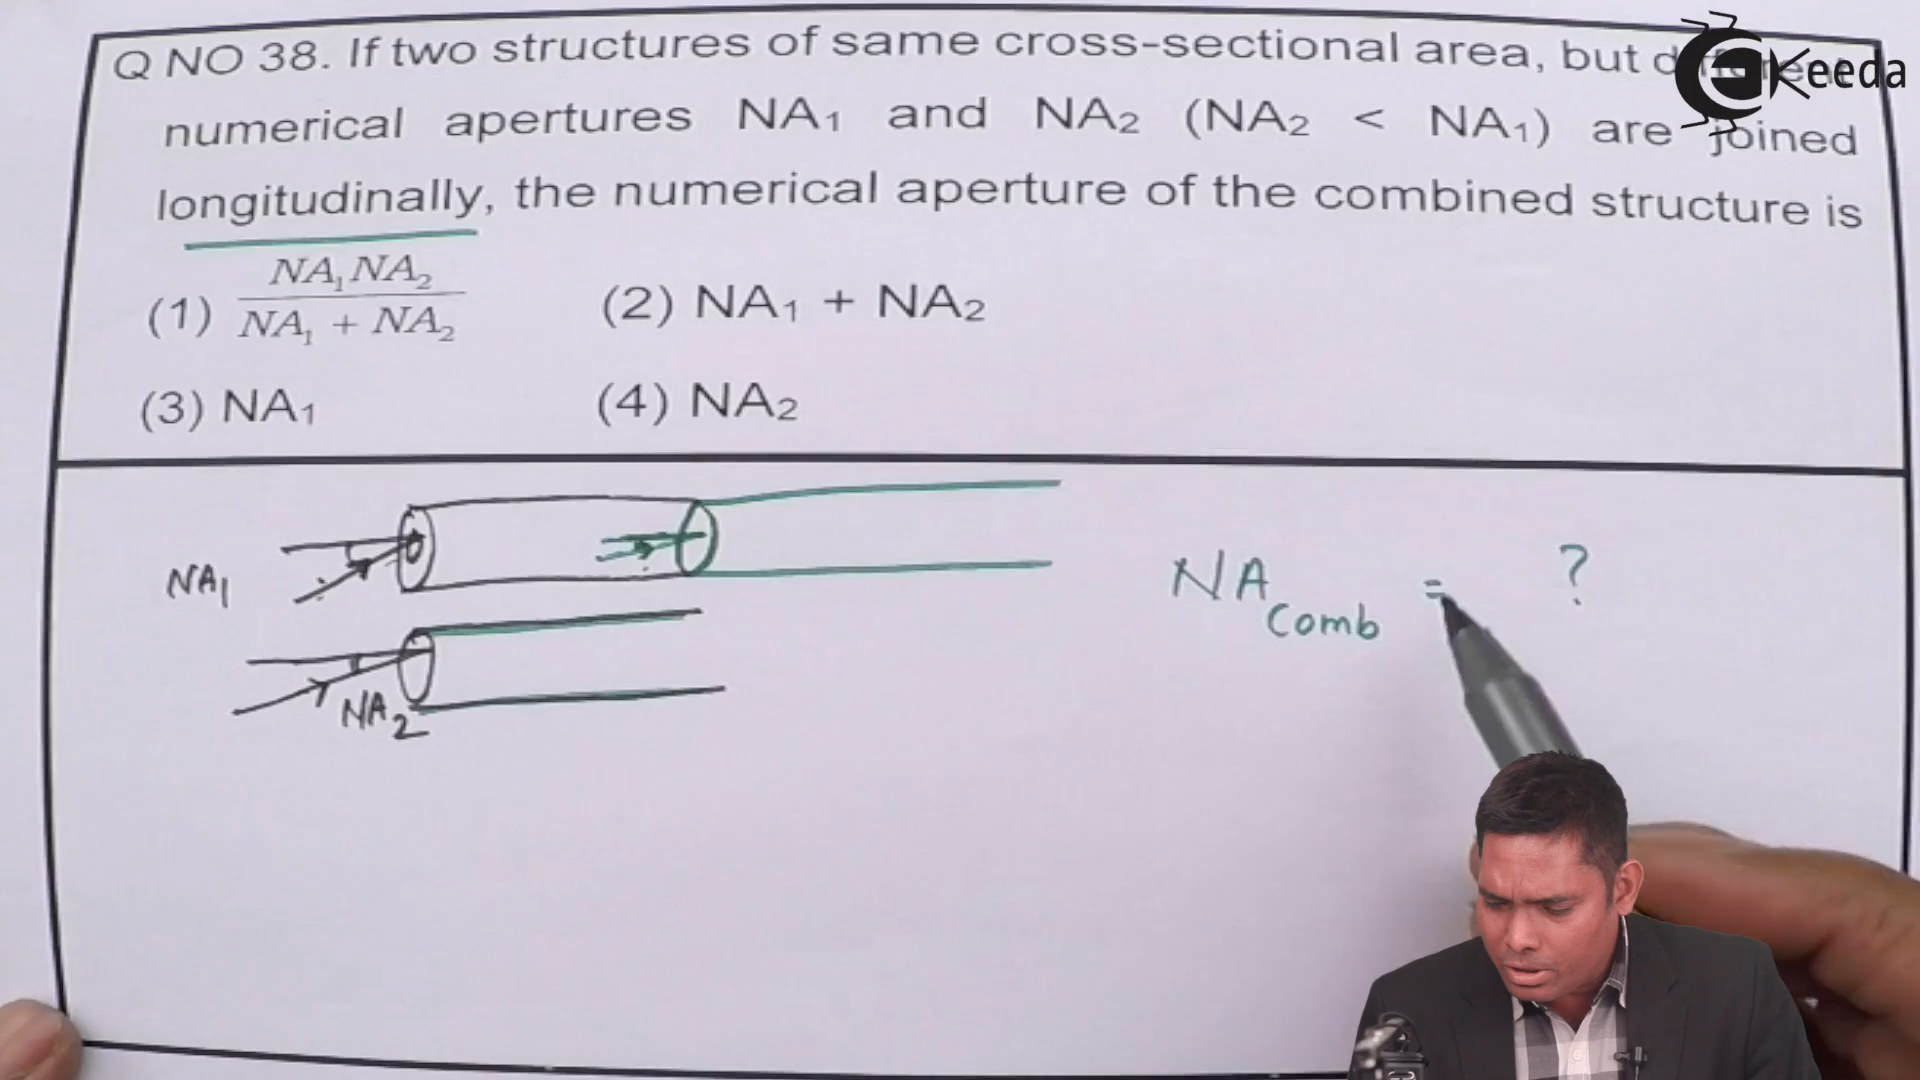 Q NO 38. If two structures of same cross-sectional area, but different
EKeeda
numerical apertures NA₁ and NA₂ (NA₂ < NA₁) are joined
longitudinally, the numerical aperture of the combined structure is
(1) NA₁NA₂ / NA₁ + NA₂ (2) NA₁ + NA₂
(3) NA₁ (4) NA₂
NA₁
NA Comb = ?
NA₂